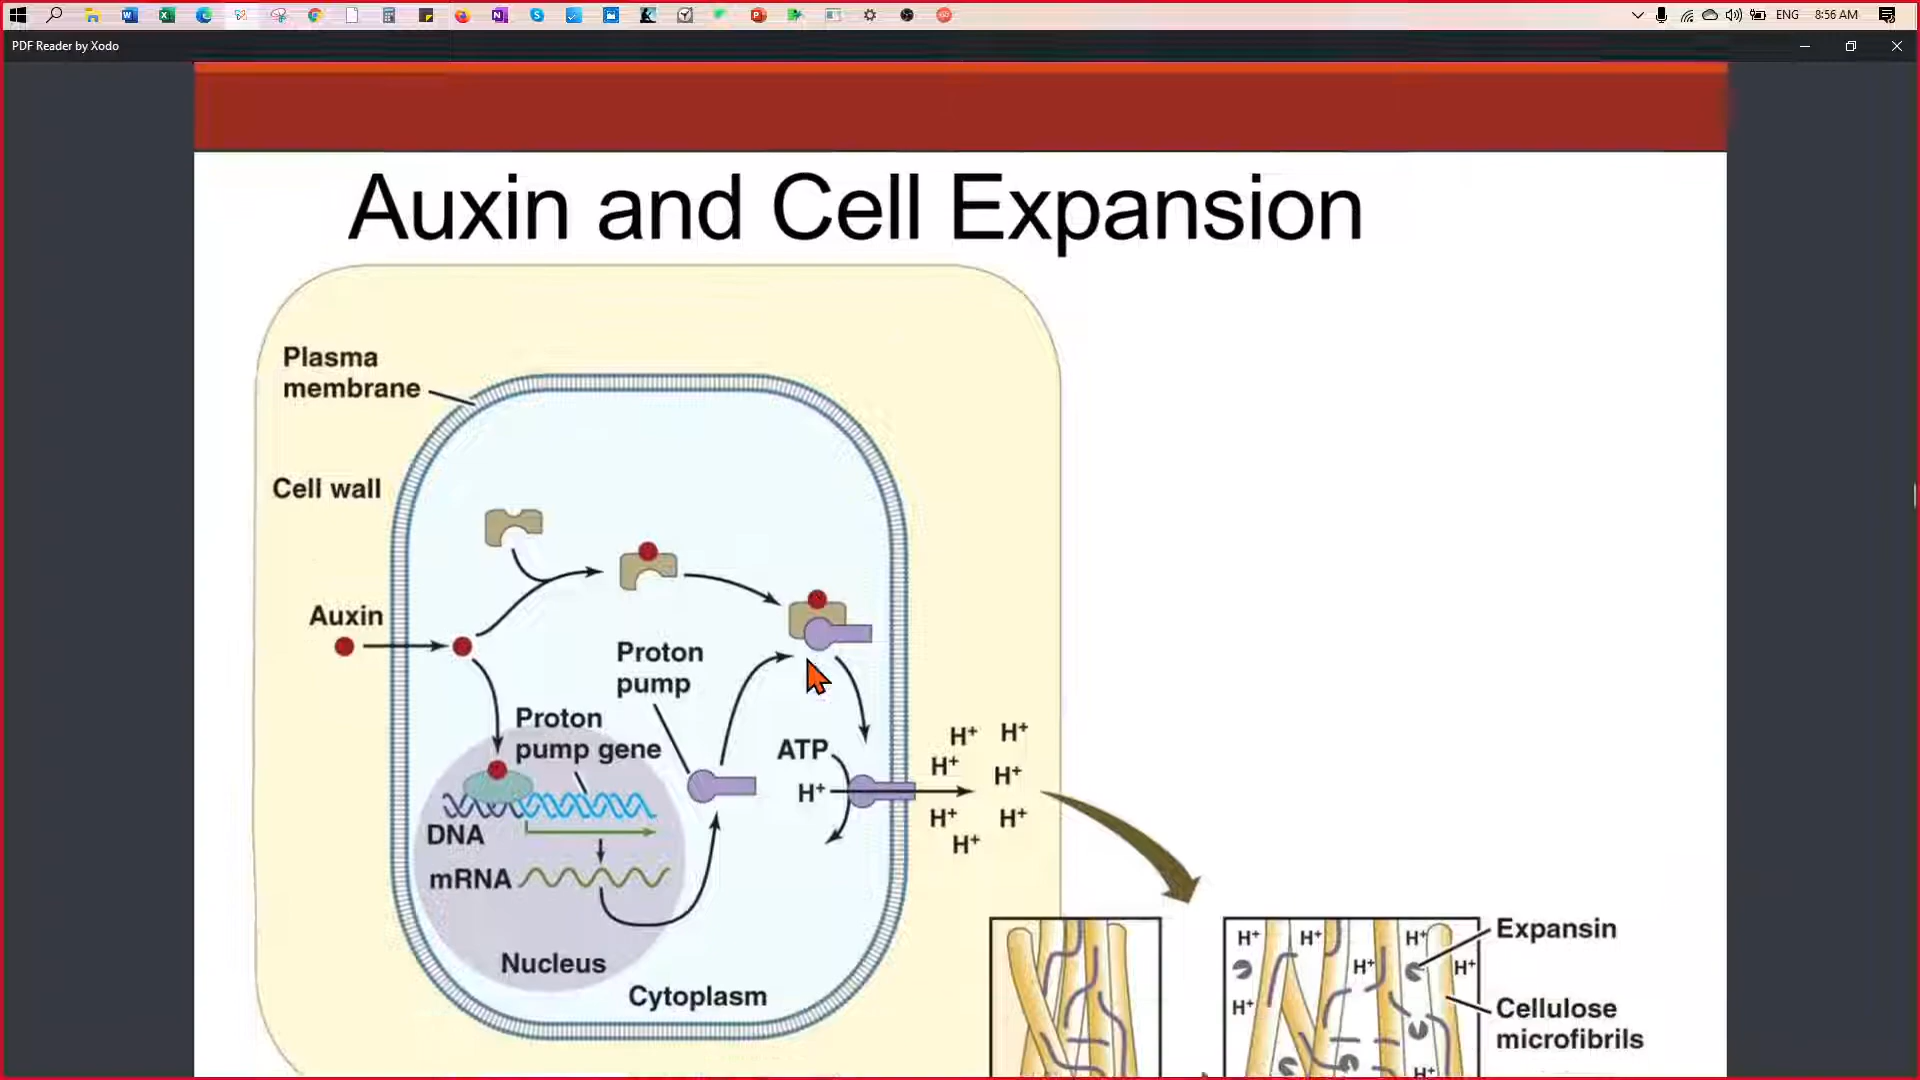 ENG
8:56 AM
PDF Reader by Xodo
Auxin and Cell Expansion
Plasma
membrane
Cell wall
Auxin
Proton
pump
Proton
pump gene
ATP
H⁺
DNA
mRNA
Nucleus
Cytoplasm
H⁺ H⁺
H⁺ H⁺
H⁺ H⁺
H⁺
Expansin
Cellulose
microfibrils
H⁺ H⁺ H⁺
H⁺ H⁺
H⁺
H⁺